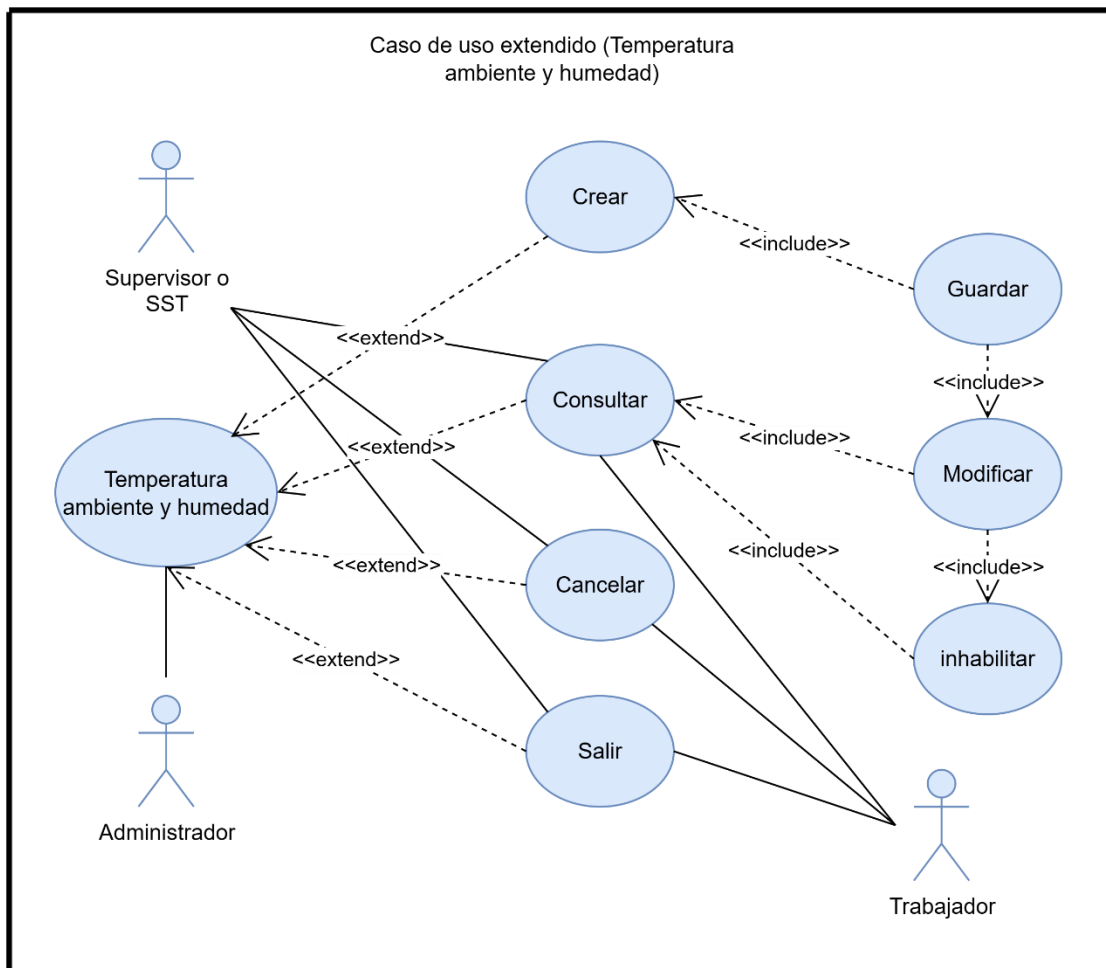 Caso de uso extendido (Temperatura
ambiente y humedad)
Crear
<<include>>
Guardar
Supervisor o
SST
<<extend>>
<<include>>
Consultar
<<extend>>
<<include>>
Temperatura
ambiente y humedad
Modificar
<<include>>
<<extend>>
Cancelar
<<include>>
<<extend>>
inhabilitar
Salir
Administrador
Trabajador